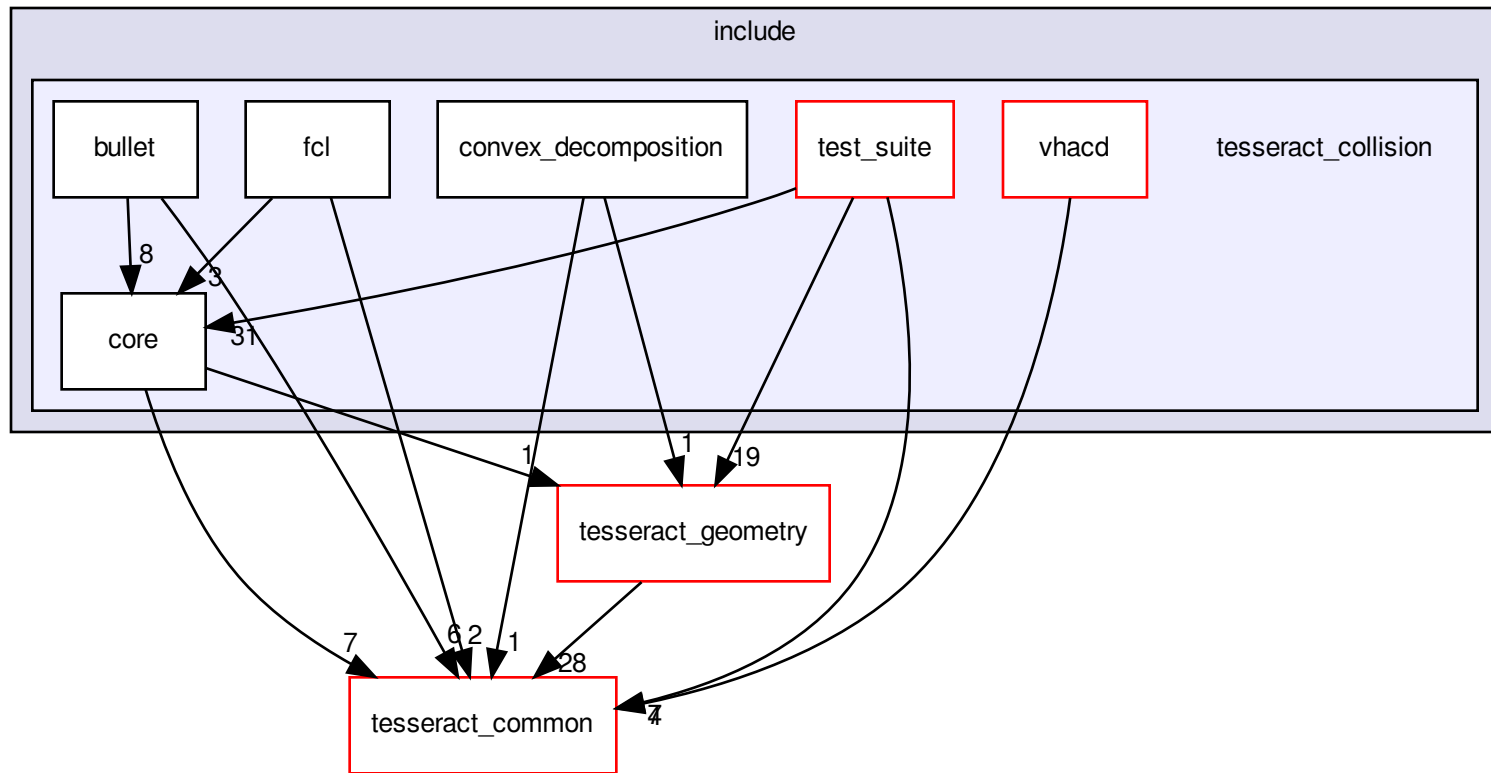 include
bullet
fcl
convex_decomposition
test_suite
vhacd
tesseract_collision
8
3
31
core
1
1
19
tesseract_geometry
7
6
2
1
28
tesseract_common